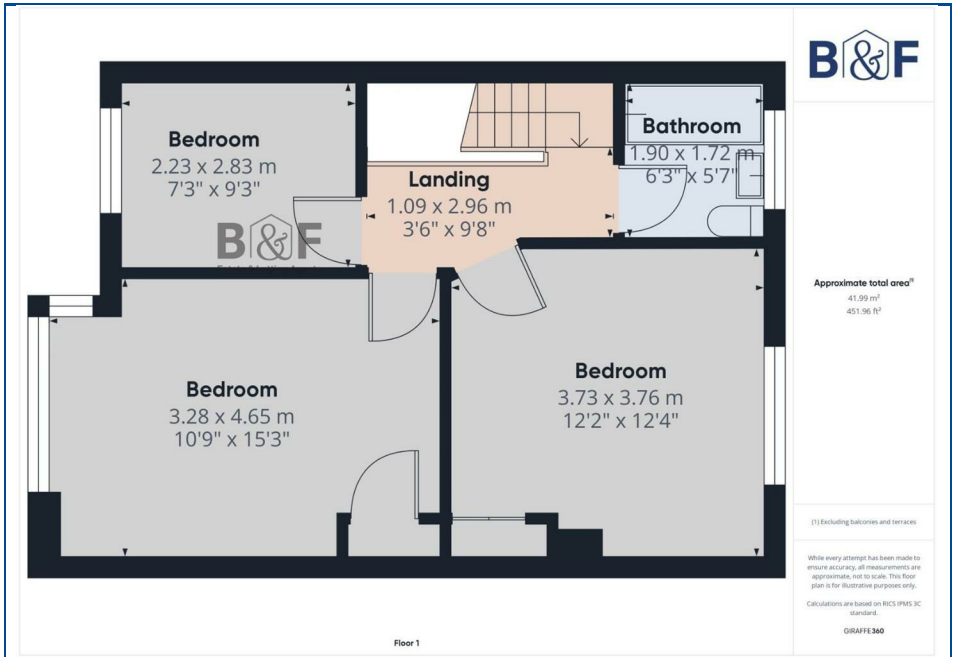 B&F
Bedroom
2.23 x 2.83 m
7'3" x 9'3"
Bathroom
1.90 x 1.72 m
6'3" x 5'7"
Landing
1.09 x 2.96 m
3'6" x 9'8"
B&F
Bedroom
3.28 x 4.65 m
10'9" x 15'3"
Bedroom
3.73 x 3.76 m
12'2" x 12'4"
Approximate total area⁽¹⁾
41.99 m²
451.96 ft²
(1) Excluding balconies and terraces
While every attempt has been made to
ensure accuracy, all measurements are
approximate, not to scale. This floor
plan is for illustrative purposes only.
Calculations are based on RICS IPMS 3C
standard.
GIRAFFE360
Floor 1